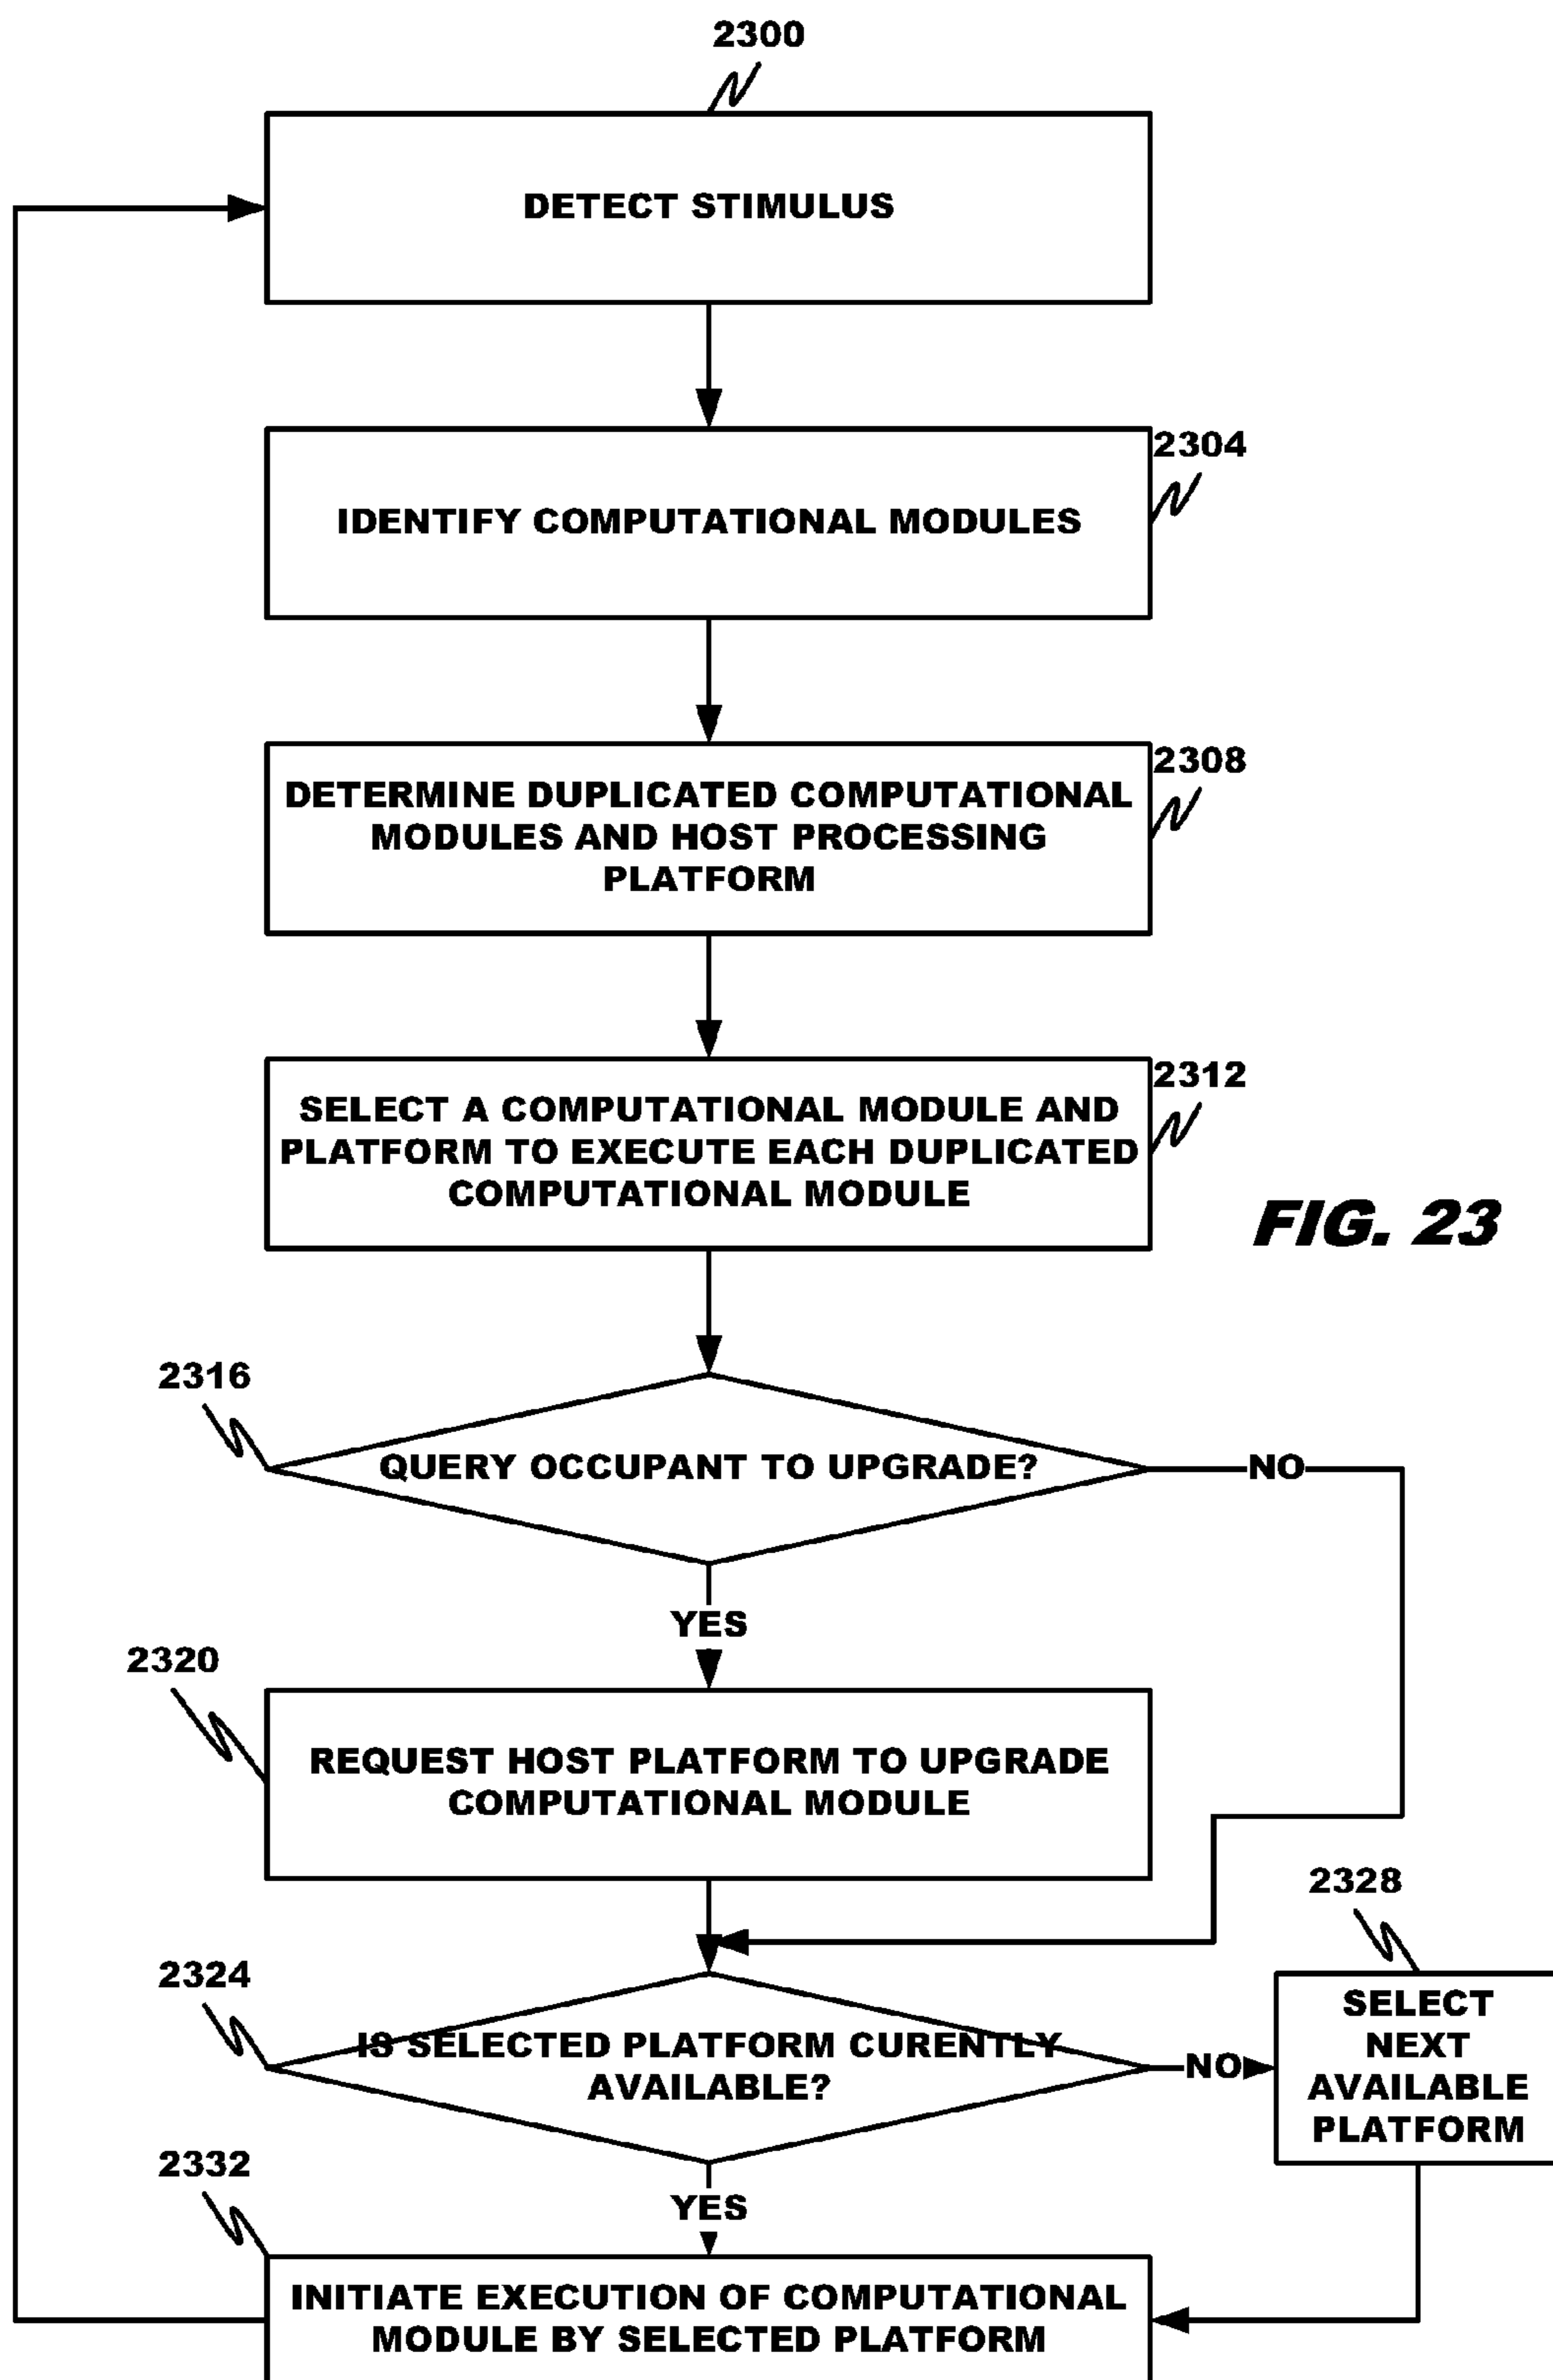 2300
DETECT STIMULUS
2304
IDENTIFY COMPUTATIONAL MODULES
2308
DETERMINE DUPLICATED COMPUTATIONAL
MODULES AND HOST PROCESSING
PLATFORM
2312
SELECT A COMPUTATIONAL MODULE AND
PLATFORM TO EXECUTE EACH DUPLICATED
COMPUTATIONAL MODULE
FIG. 23
2316
QUERY OCCUPANT TO UPGRADE?
NO
YES
2320
REQUEST HOST PLATFORM TO UPGRADE
COMPUTATIONAL MODULE
2324
IS SELECTED PLATFORM CURENTLY
AVAILABLE?
NO
2328
SELECT
NEXT
AVAILABLE
PLATFORM
YES
2332
INITIATE EXECUTION OF COMPUTATIONAL
MODULE BY SELECTED PLATFORM